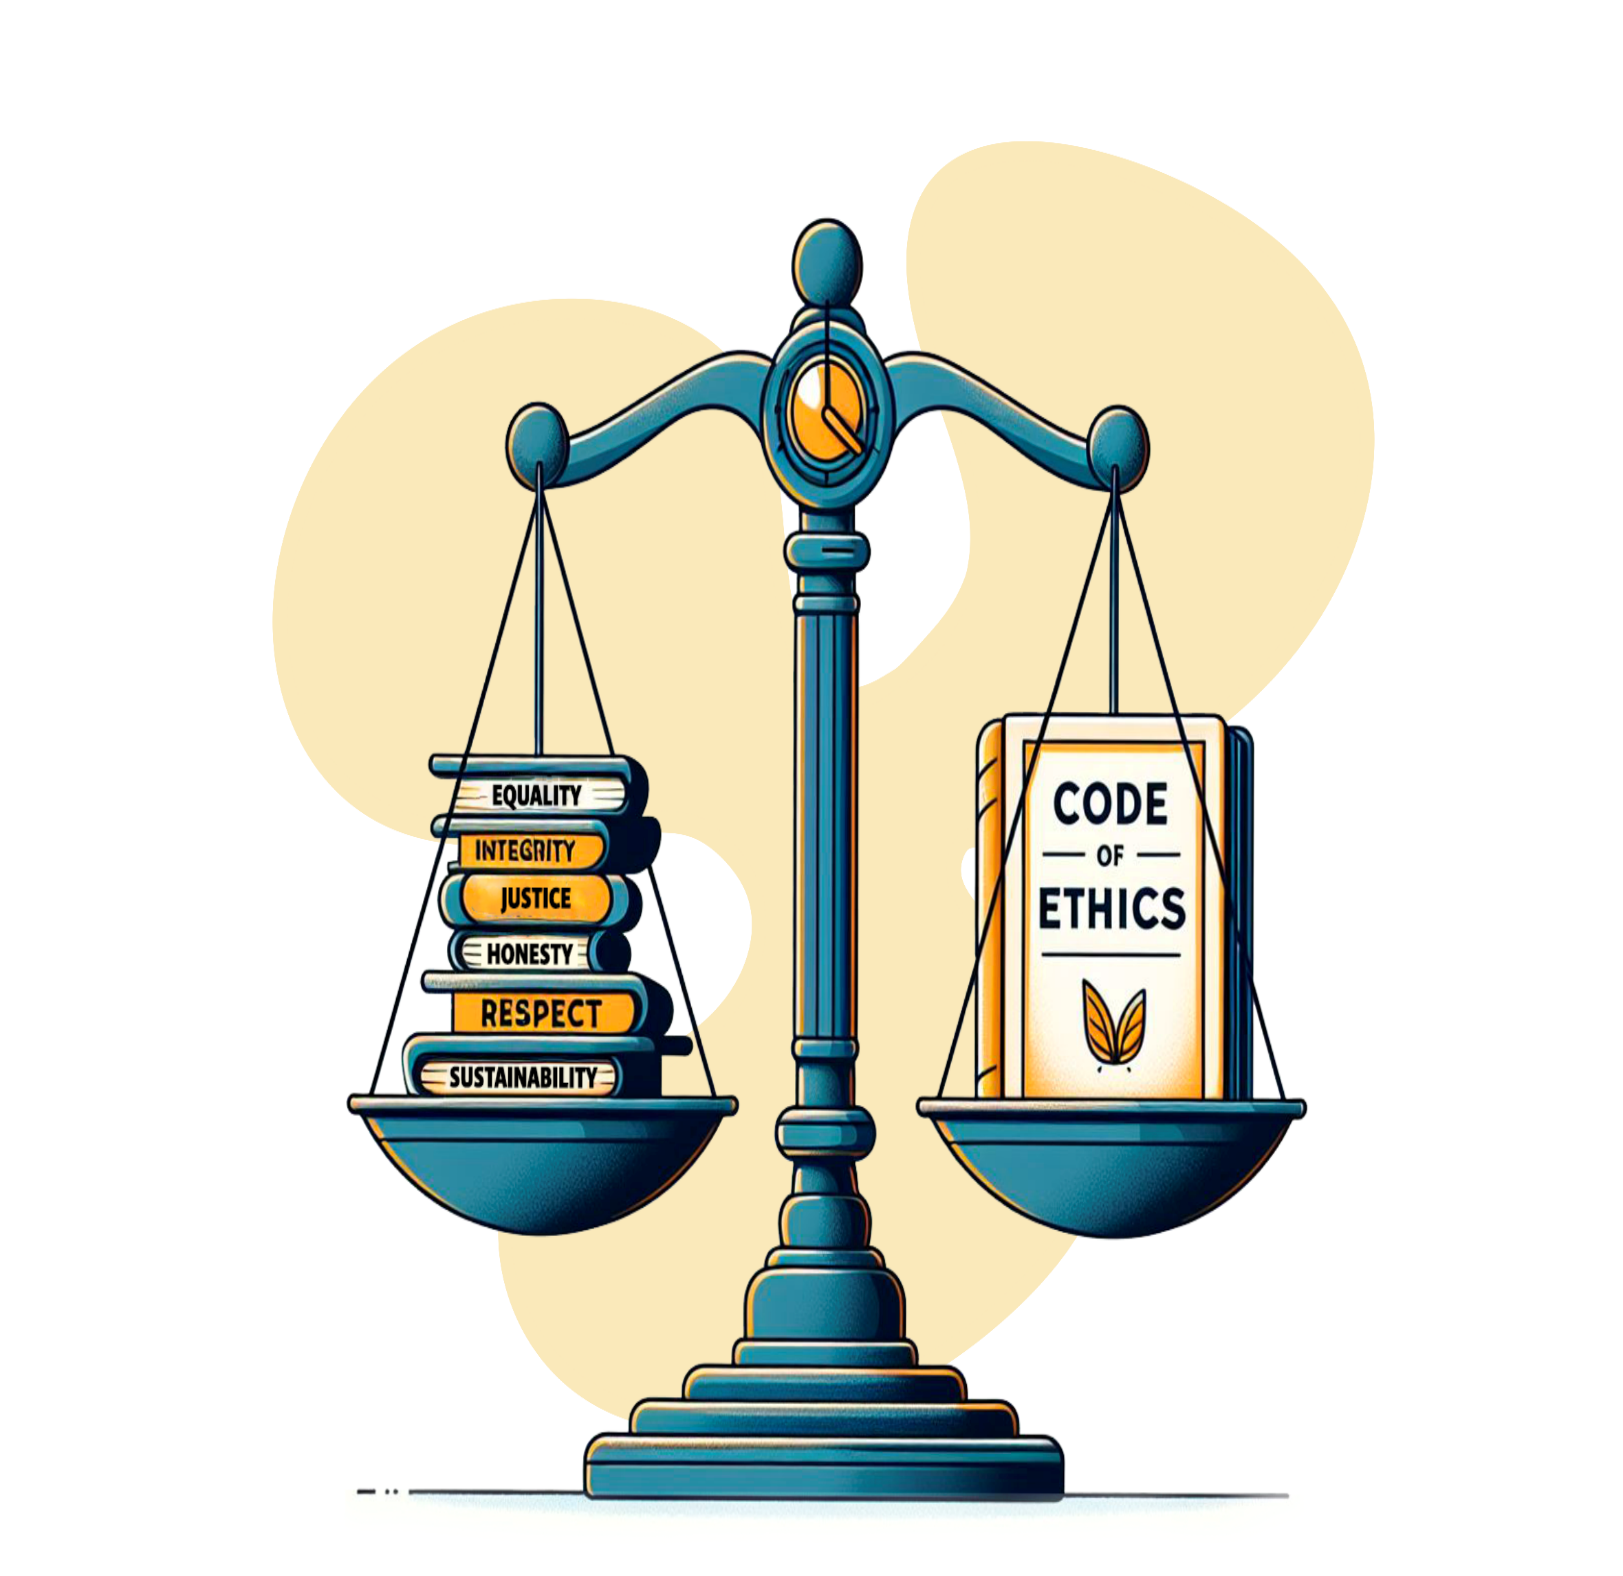 EQUALITY
INTEGRITY
JUSTICE
HONESTY
RESPECT
SUSTAINABILITY
CODE
OF
ETHICS